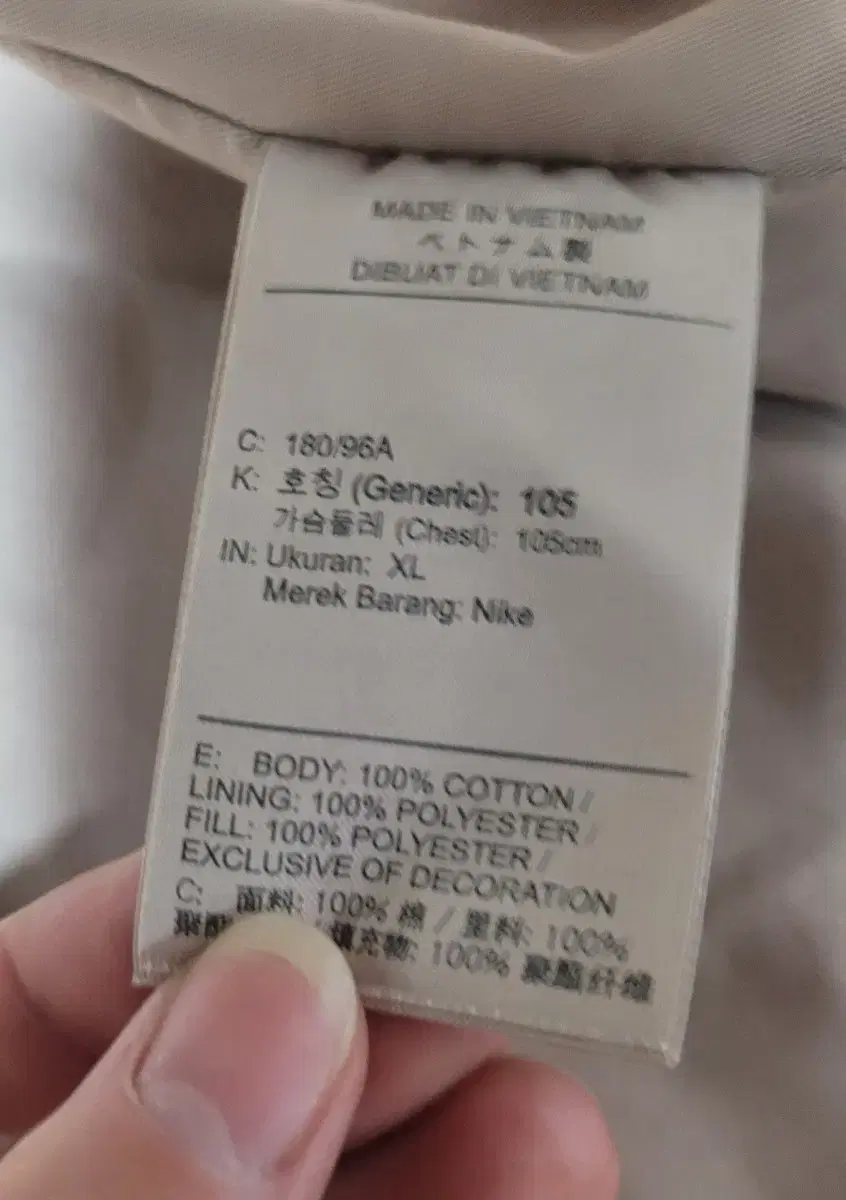 MADE IN VIETNAM
ベトナム製
DIBUAT DI VIETNAM
C: 180/96A
K: 호칭 (Generic): 105
가슴둘레 (Chest): 105cm
IN: Ukuran: XL
Merek Barang: Nike
E: BODY: 100% COTTON /
LINING: 100% POLYESTER /
FILL: 100% POLYESTER /
EXCLUSIVE OF DECORATION
C: 面料: 100% 棉 / 里料: 100%
聚酯 / 填充物: 100% 聚酯纤维